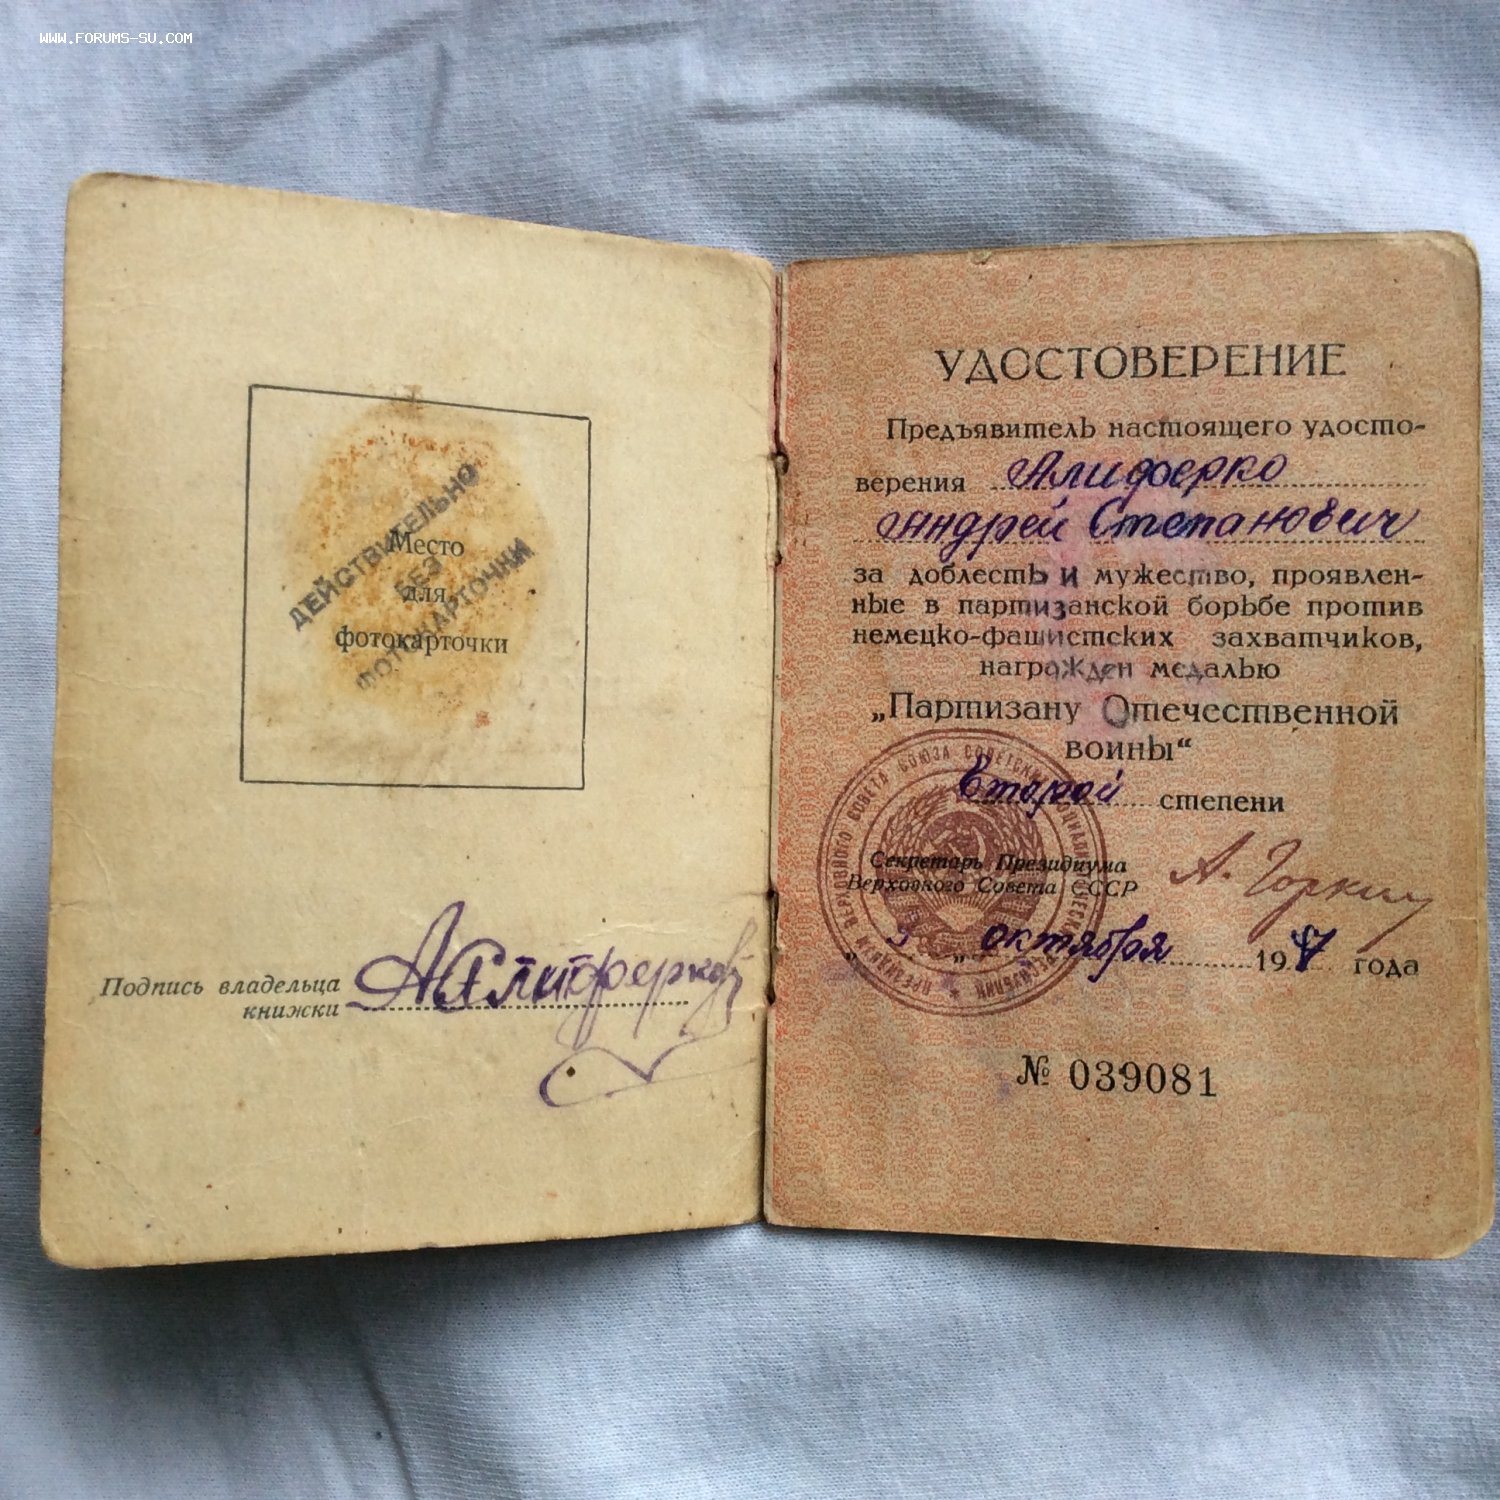 WWW.FORUMS-SU.COM
ДЕЙСТВИТЕЛЬНО
БЕЗ
ФОТОКАРТОЧКИ
Место
для
фотокарточки
Подпись владельца
книжки
УДОСТОВЕРЕНИЕ
Предъявитель настоящего удосто-
верения Алиферко
Андрей Степанович
за доблесть и мужество, проявлен-
ные в партизанской борьбе против
немецко-фашистских захватчиков,
награжден медалью
„Партизану Отечественной
войны“
Второй степени
Секретарь Президиума
Верховного Совета СССР А. Горкин
„ 3 „ октября 1947 года
№ 039081